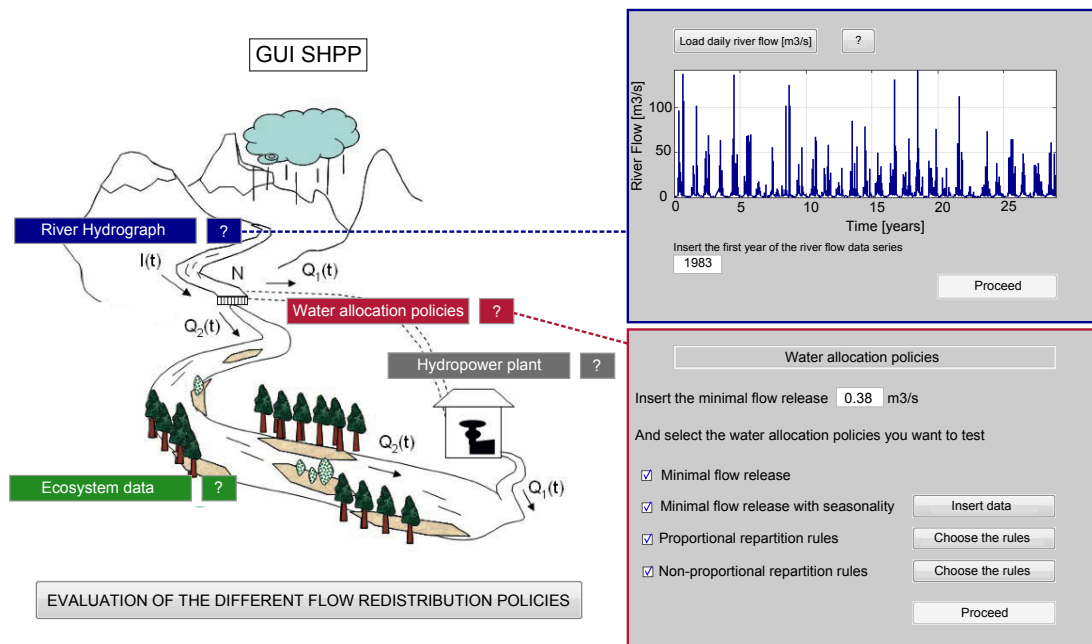 GUI SHPP
River Hydrograph ?
I(t)
N
Q1(t)
Water allocation policies ?
Q2(t)
Hydropower plant ?
Q2(t)
Ecosystem data ?
Q1(t)
EVALUATION OF THE DIFFERENT FLOW REDISTRIBUTION POLICIES
Load daily river flow [m3/s] ?
River Flow [m3/s]
100
50
0
0 5 10 15 20 25
Time [years]
Insert the first year of the river flow data series
1983
Proceed
Water allocation policies
Insert the minimal flow release 0.38 m3/s
And select the water allocation policies you want to test
Minimal flow release
Minimal flow release with seasonality Insert data
Proportional repartition rules Choose the rules
Non-proportional repartition rules Choose the rules
Proceed